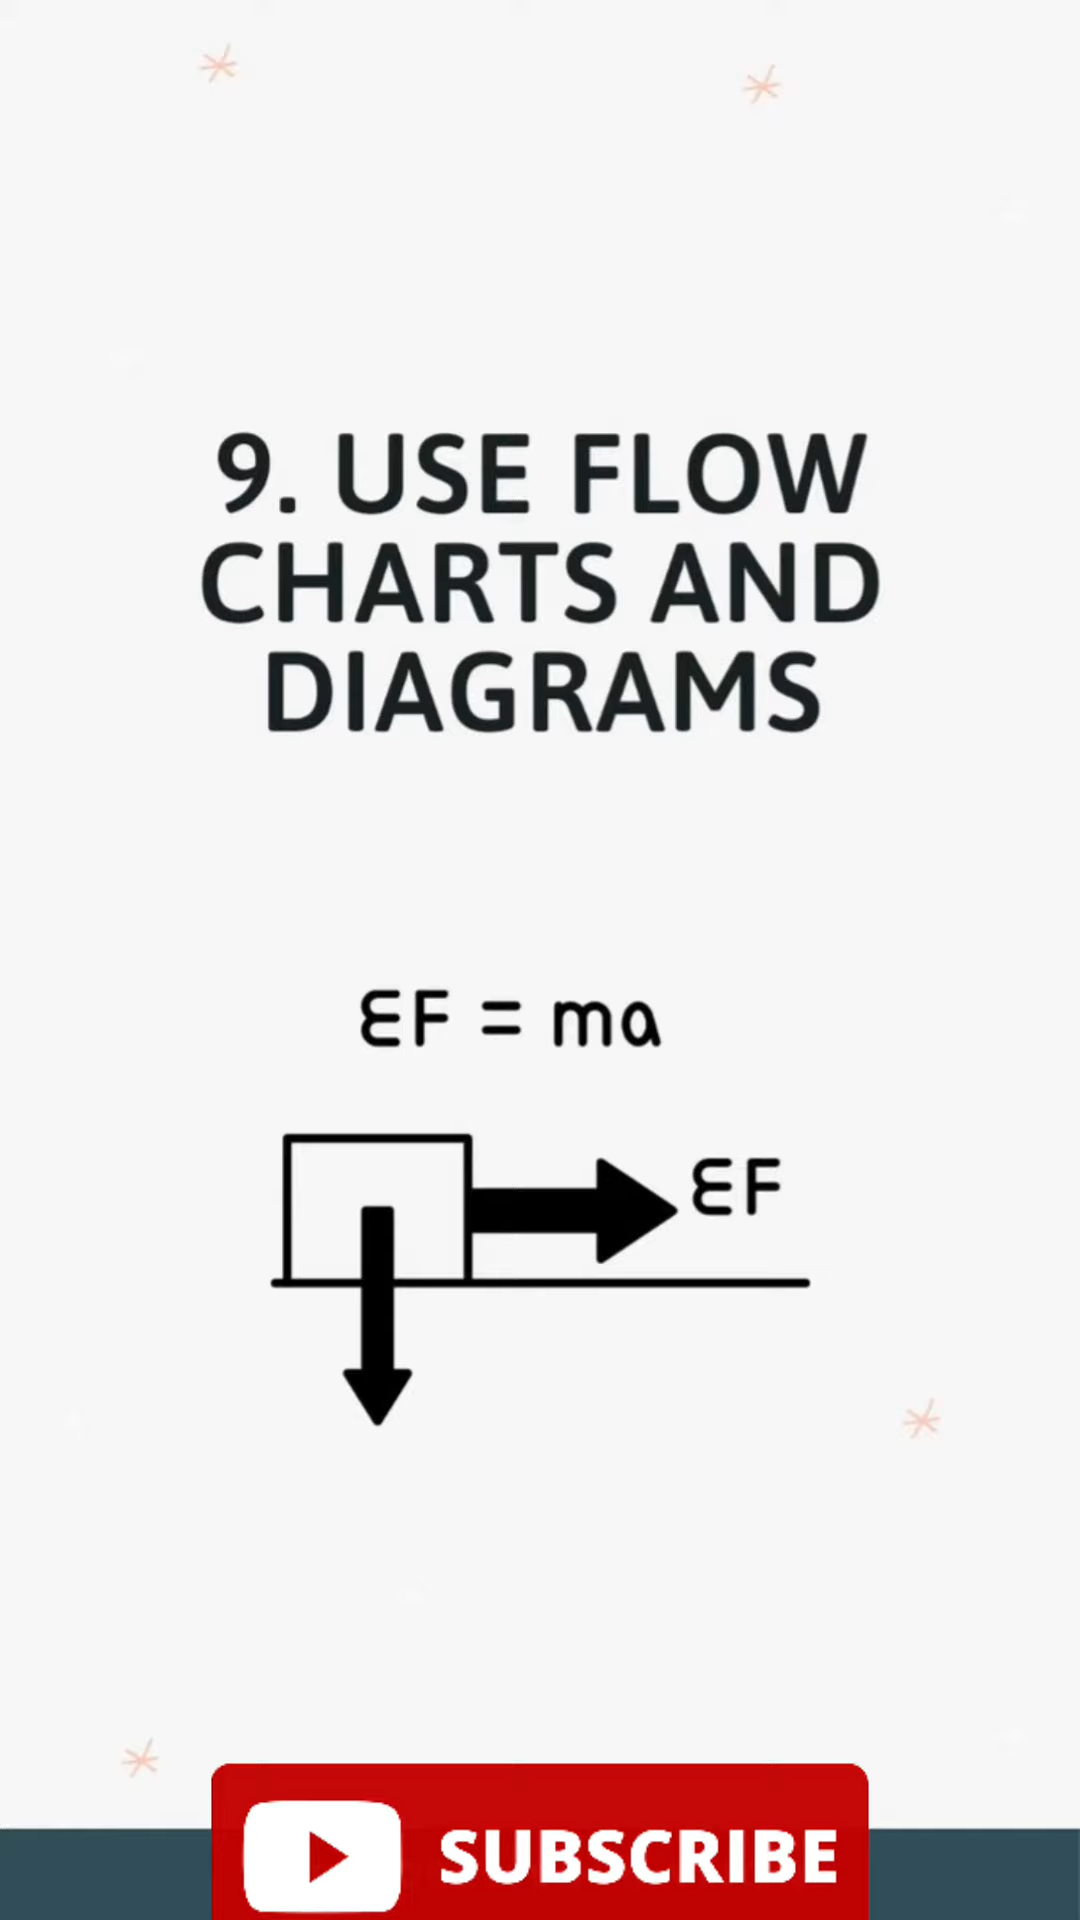 9. USE FLOW
CHARTS AND
DIAGRAMS
ƐF = ma
ƐF
SUBSCRIBE